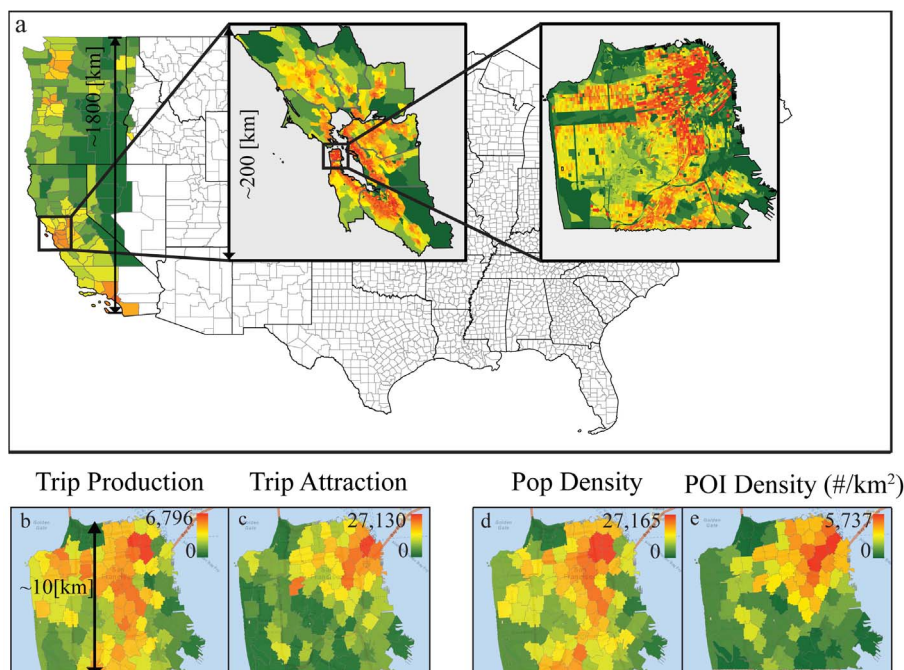 a
~1800 [km]
~200 [km]
Trip Production
Trip Attraction
Pop Density
POI Density (#/km²)
b
6,796
0
c
27,130
0
d
27,165
0
e
5,737
0
~10[km]